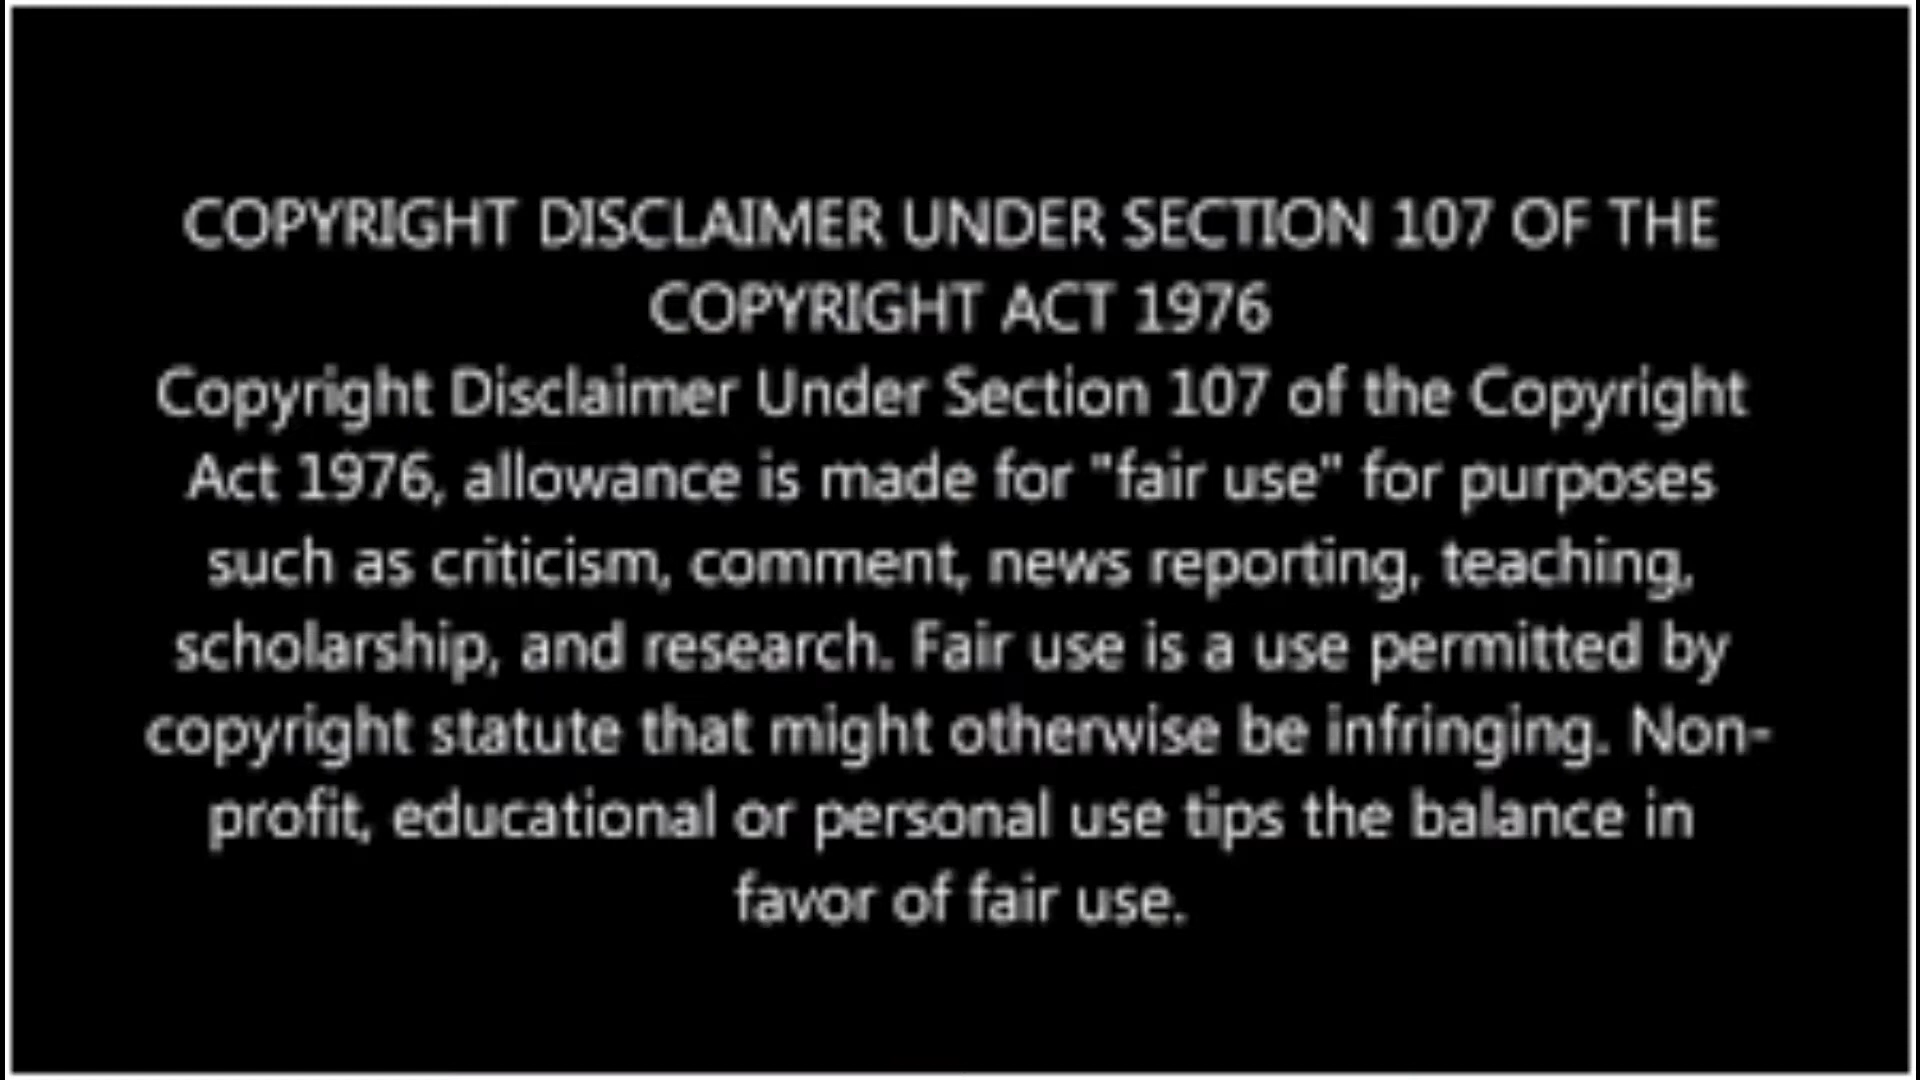 COPYRIGHT DISCLAIMER UNDER SECTION 107 OF THE
COPYRIGHT ACT 1976
Copyright Disclaimer Under Section 107 of the Copyright
Act 1976, allowance is made for "fair use" for purposes
such as criticism, comment, news reporting, teaching,
scholarship, and research. Fair use is a use permitted by
copyright statute that might otherwise be infringing. Non-
profit, educational or personal use tips the balance in
favor of fair use.